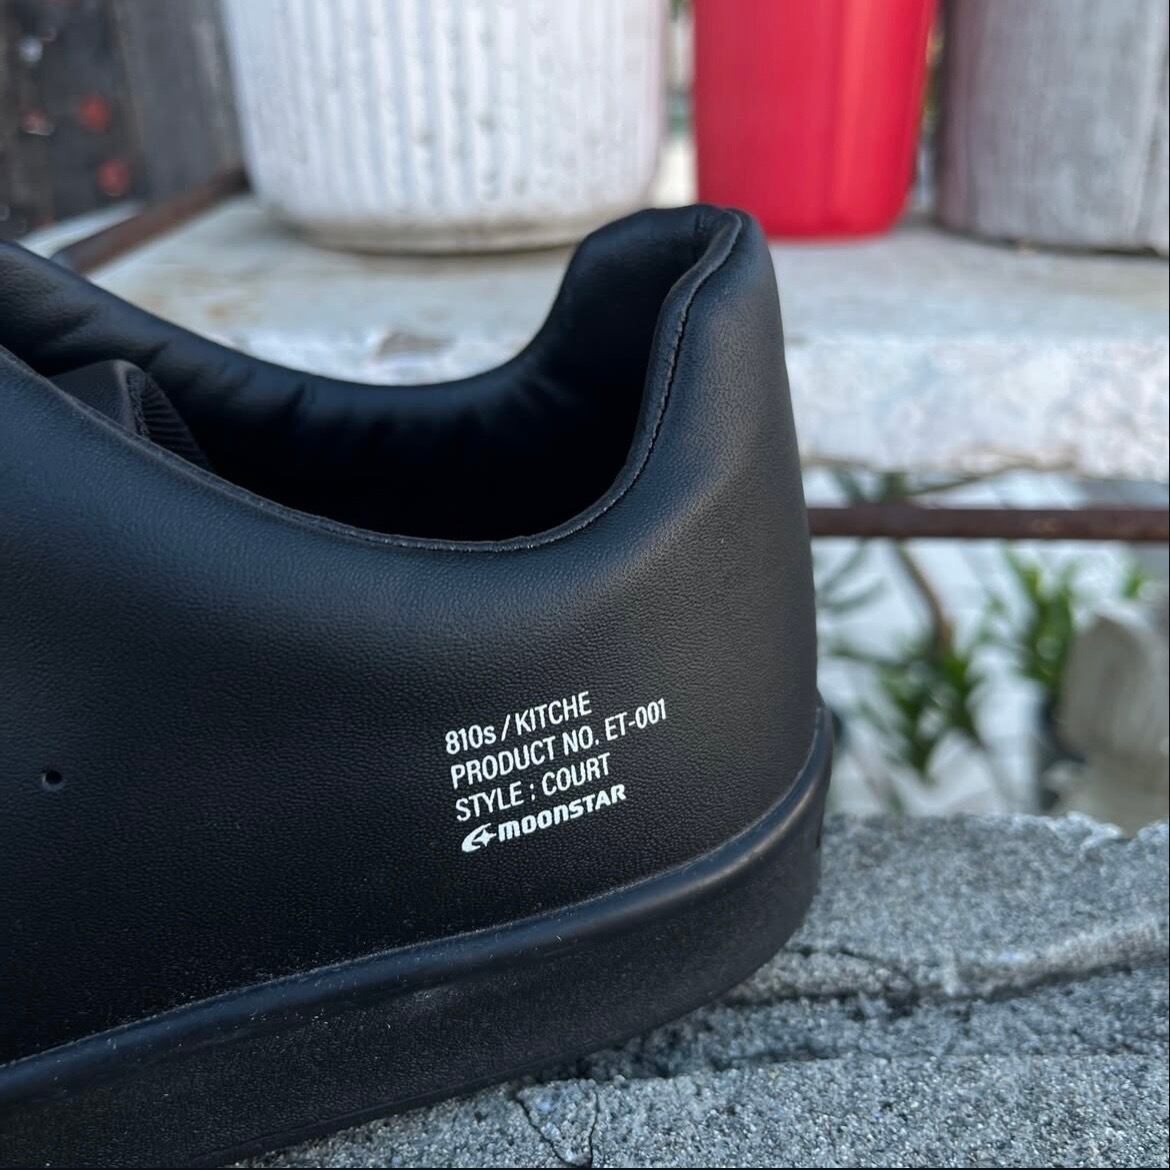 810s / KITCHE
PRODUCT NO. ET-001
STYLE : COURT
moonSTAR